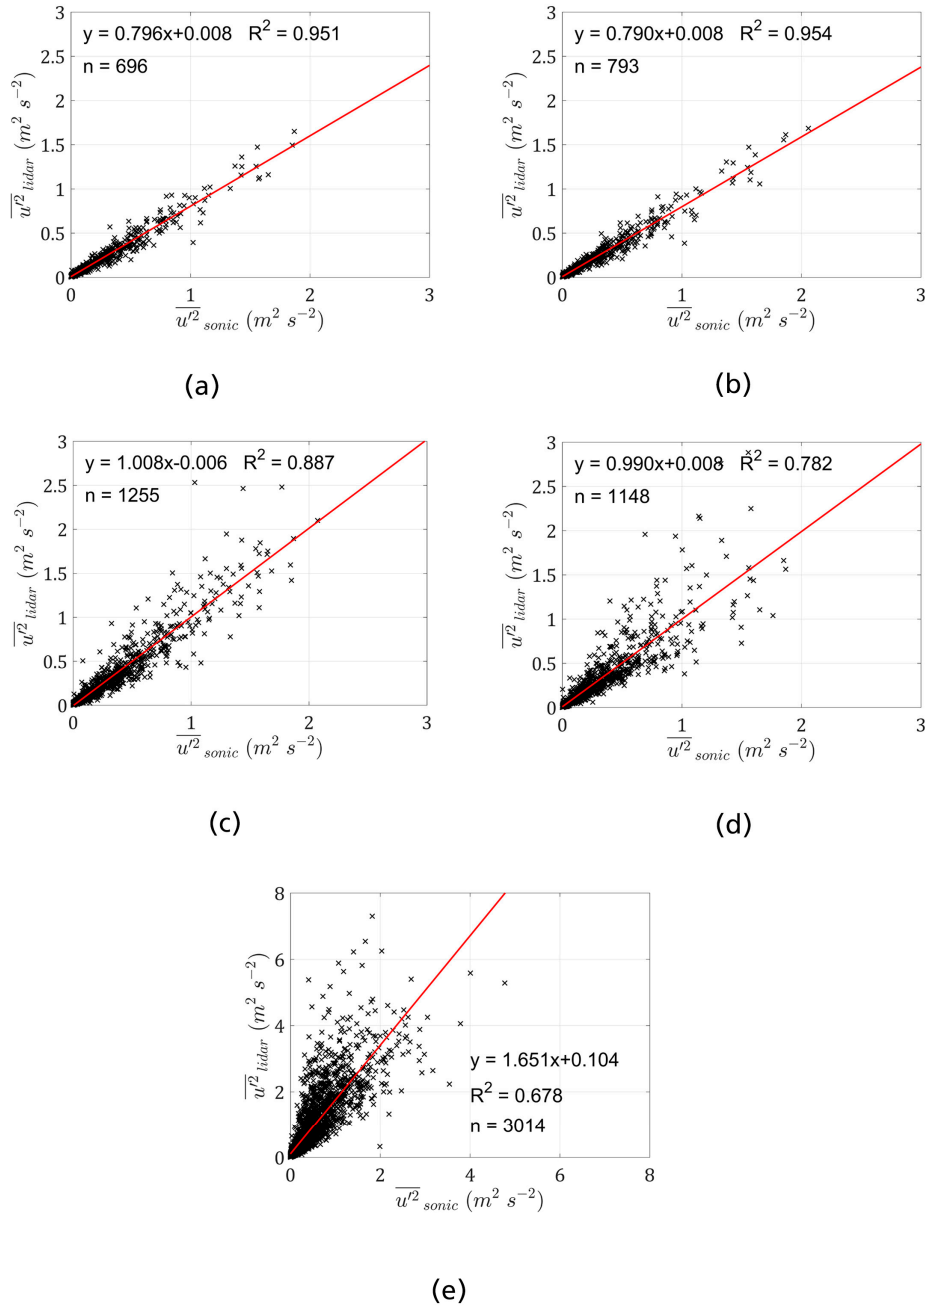 y = 0.796x+0.008 R² = 0.951
n = 696
3
2.5
2
1.5
1
0.5
0
0 1 2 3
u′² lidar (m² s⁻²)
u′² sonic (m² s⁻²)
(a)
y = 0.790x+0.008 R² = 0.954
n = 793
3
2.5
2
1.5
1
0.5
0
0 1 2 3
u′² lidar (m² s⁻²)
u′² sonic (m² s⁻²)
(b)
y = 1.008x-0.006 R² = 0.887
n = 1255
3
2.5
2
1.5
1
0.5
0
0 1 2 3
u′² lidar (m² s⁻²)
u′² sonic (m² s⁻²)
(c)
y = 0.990x+0.008 R² = 0.782
n = 1148
3
2.5
2
1.5
1
0.5
0
0 1 2 3
u′² lidar (m² s⁻²)
u′² sonic (m² s⁻²)
(d)
8
6
4
2
0
0 2 4 6 8
u′² lidar (m² s⁻²)
y = 1.651x+0.104
R² = 0.678
n = 3014
u′² sonic (m² s⁻²)
(e)